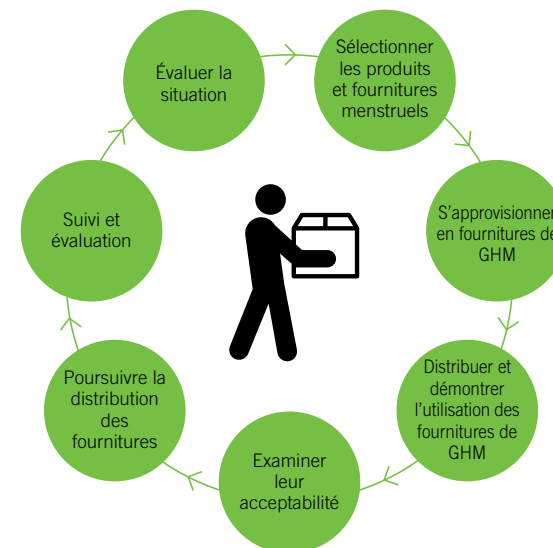 Évaluer la
situation
Sélectionner
les produits
et fournitures
menstruels
S'approvisionner
en fournitures de
GHM
Distribuer et
démontrer
l'utilisation des
fournitures de
GHM
Examiner
leur
acceptabilité
Poursuivre la
distribution
des
fournitures
Suivi et
évaluation